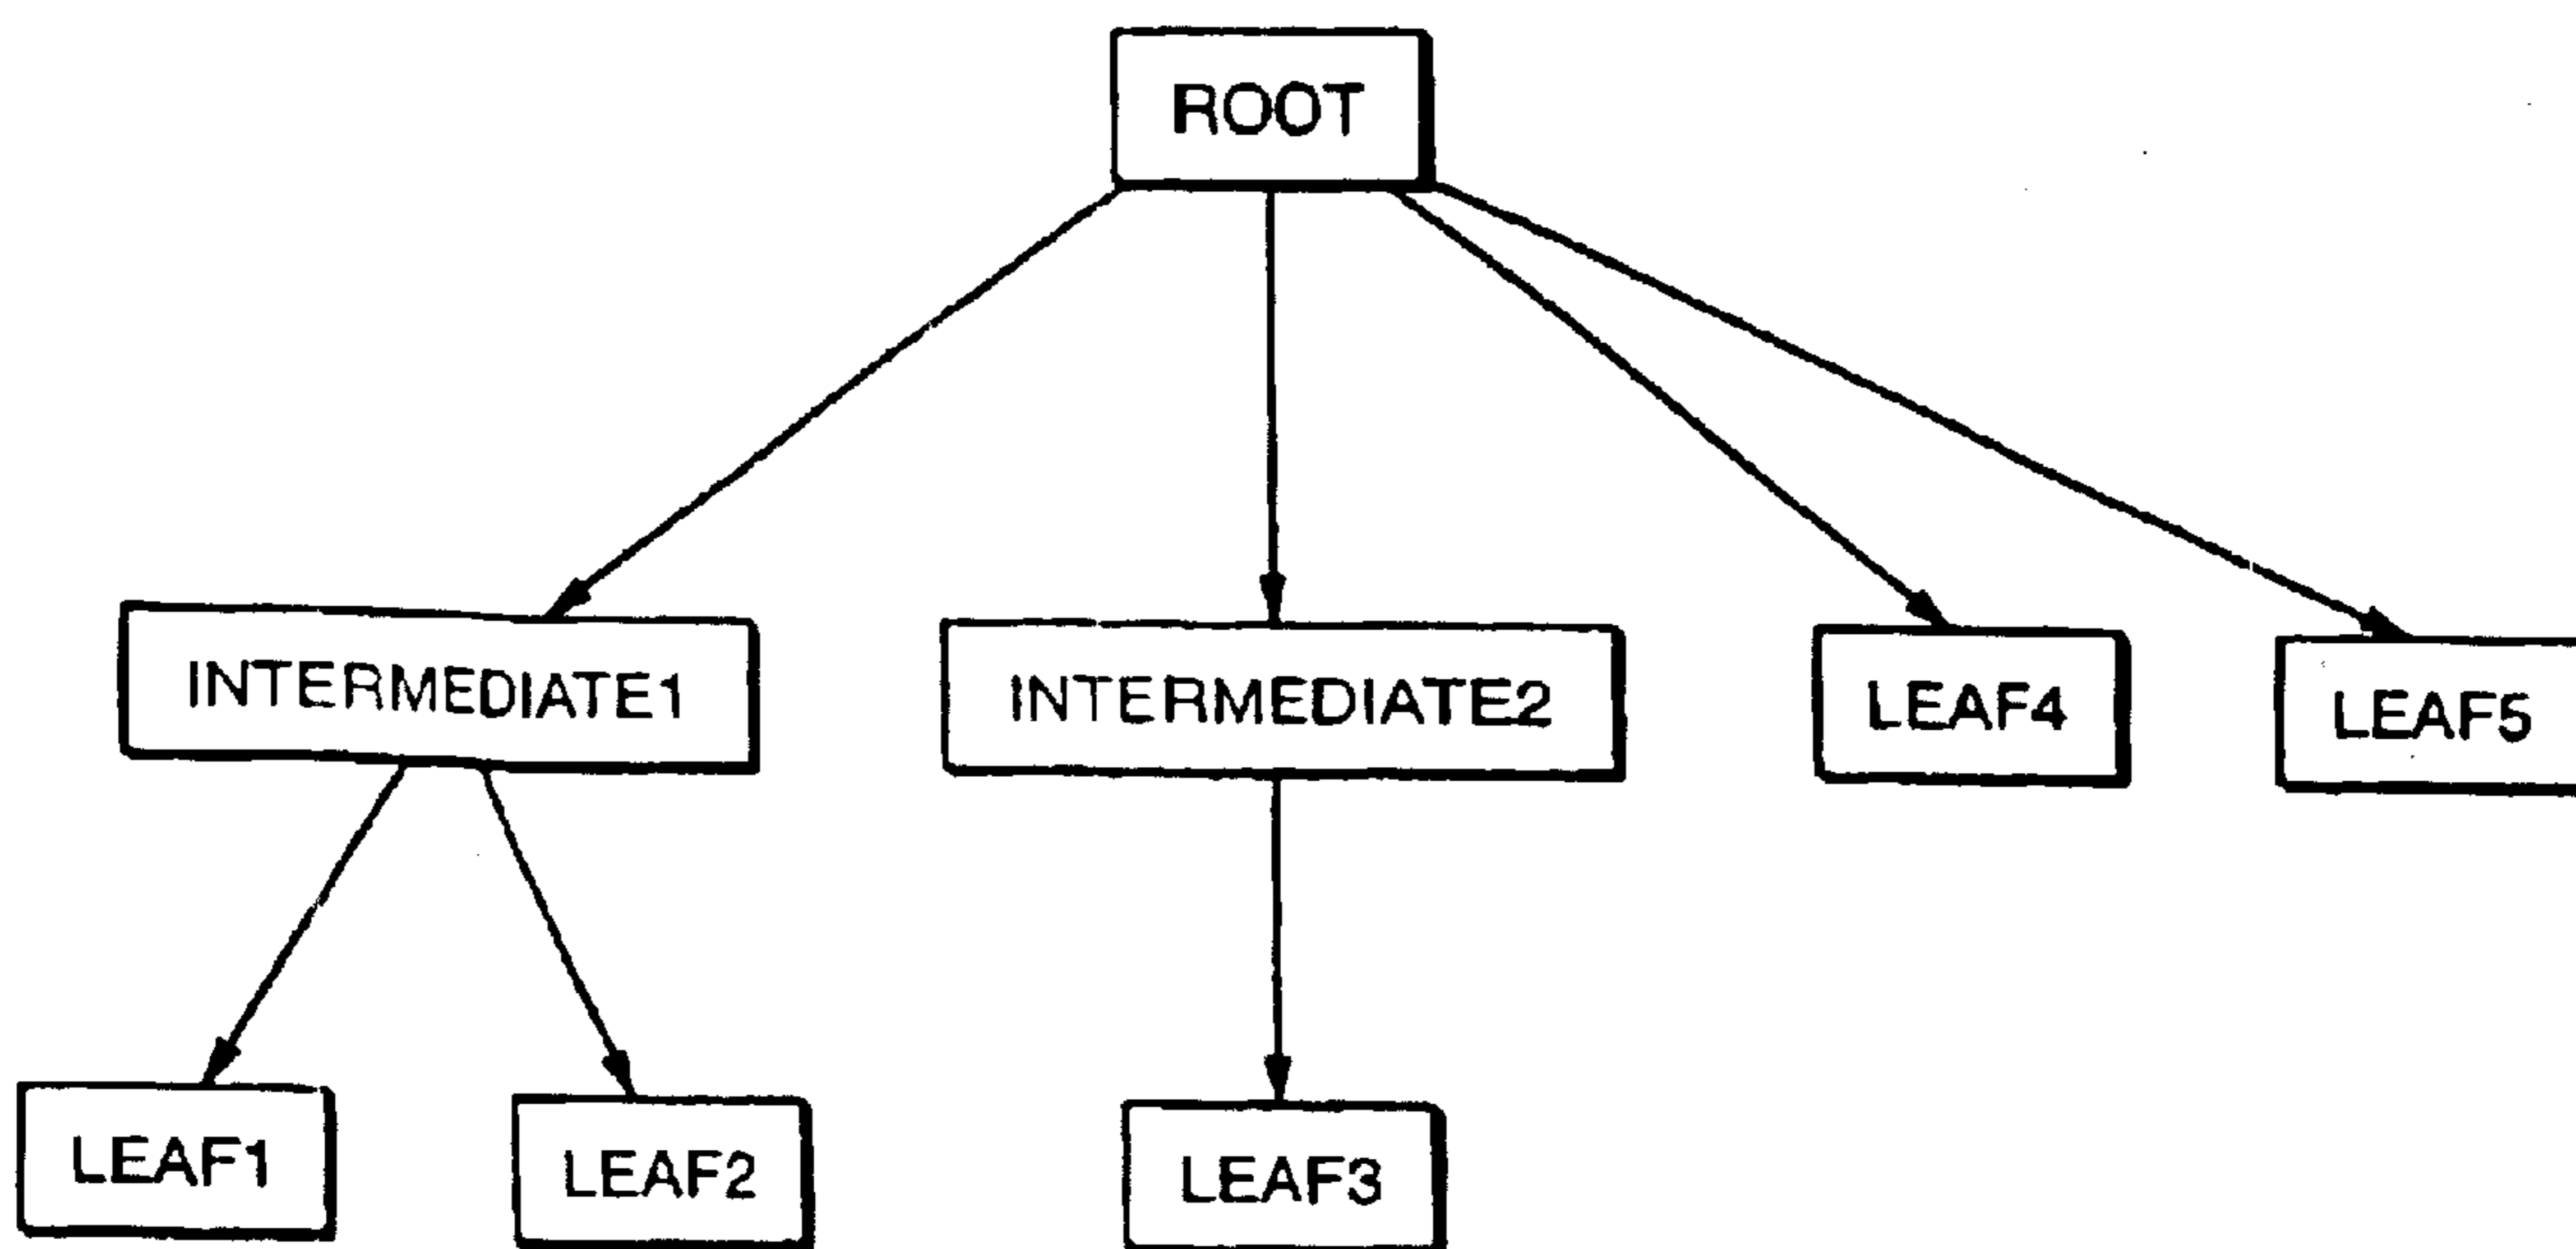 ROOT
INTERMEDIATE1 INTERMEDIATE2 LEAF4 LEAF5
LEAF1 LEAF2 LEAF3